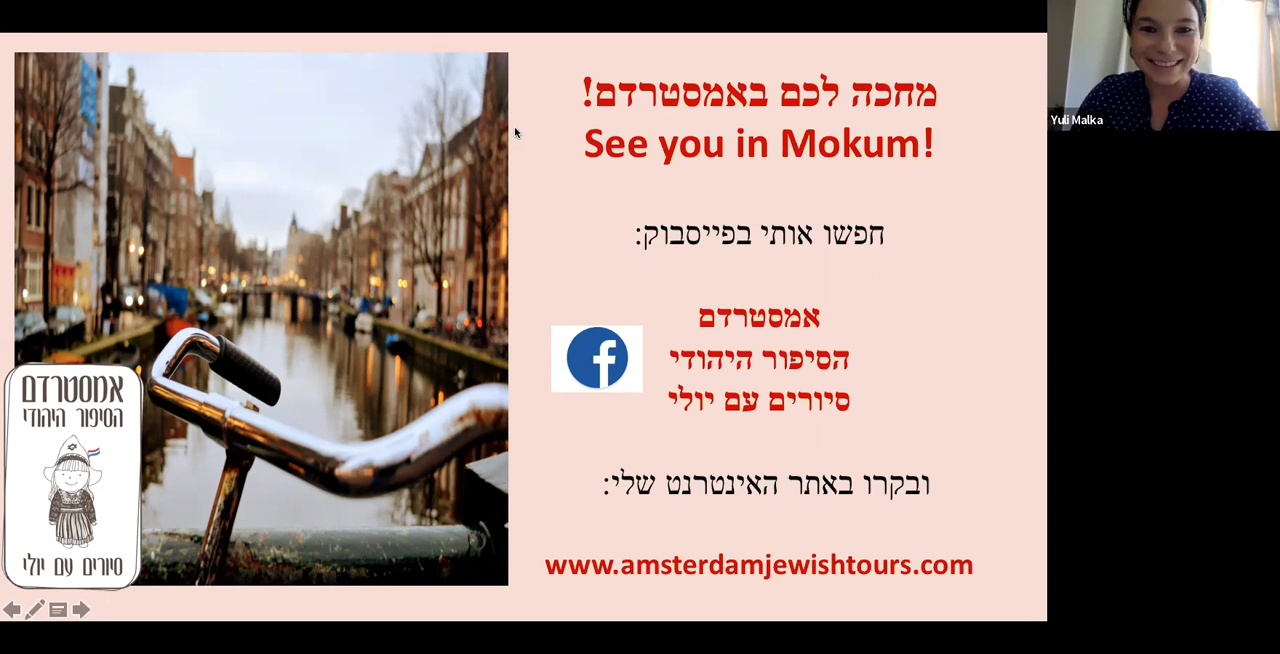 מחכה לכם באמסטרדם!
See you in Mokum!
חפשו אותי בפייסבוק:
אמסטרדם
הסיפור היהודי
סיורים עם יולי
ובקרו באתר האינטרנט שלי:
www.amsterdamjewishtours.com
אמסטרדם
הסיפור היהודי
סיורים עם יולי
Yuli Malka